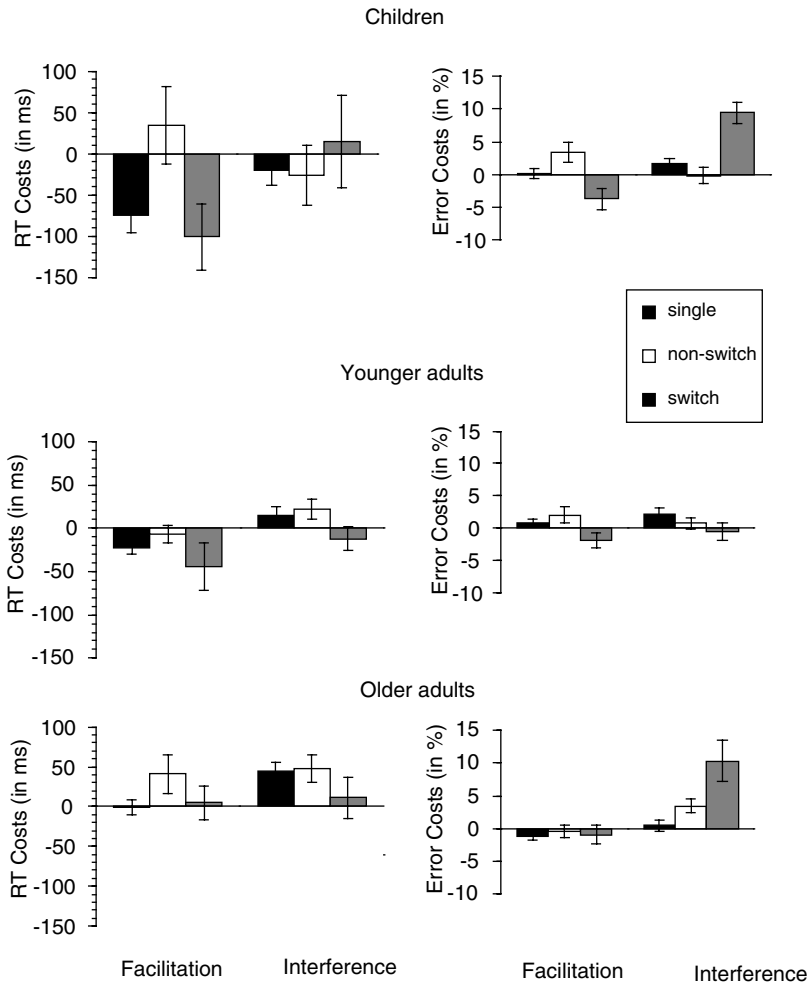 Children
RT Costs (in ms)
100
50
0
-50
-100
-150
Error Costs (in %)
15
10
5
0
-5
-10
single
non-switch
switch
Younger adults
RT Costs (in ms)
100
50
0
-50
-100
-150
Error Costs (in %)
15
10
5
0
-5
-10
Older adults
RT Costs (in ms)
100
50
0
-50
-100
-150
Error Costs (in %)
15
10
5
0
-5
-10
Facilitation Interference Facilitation Interference